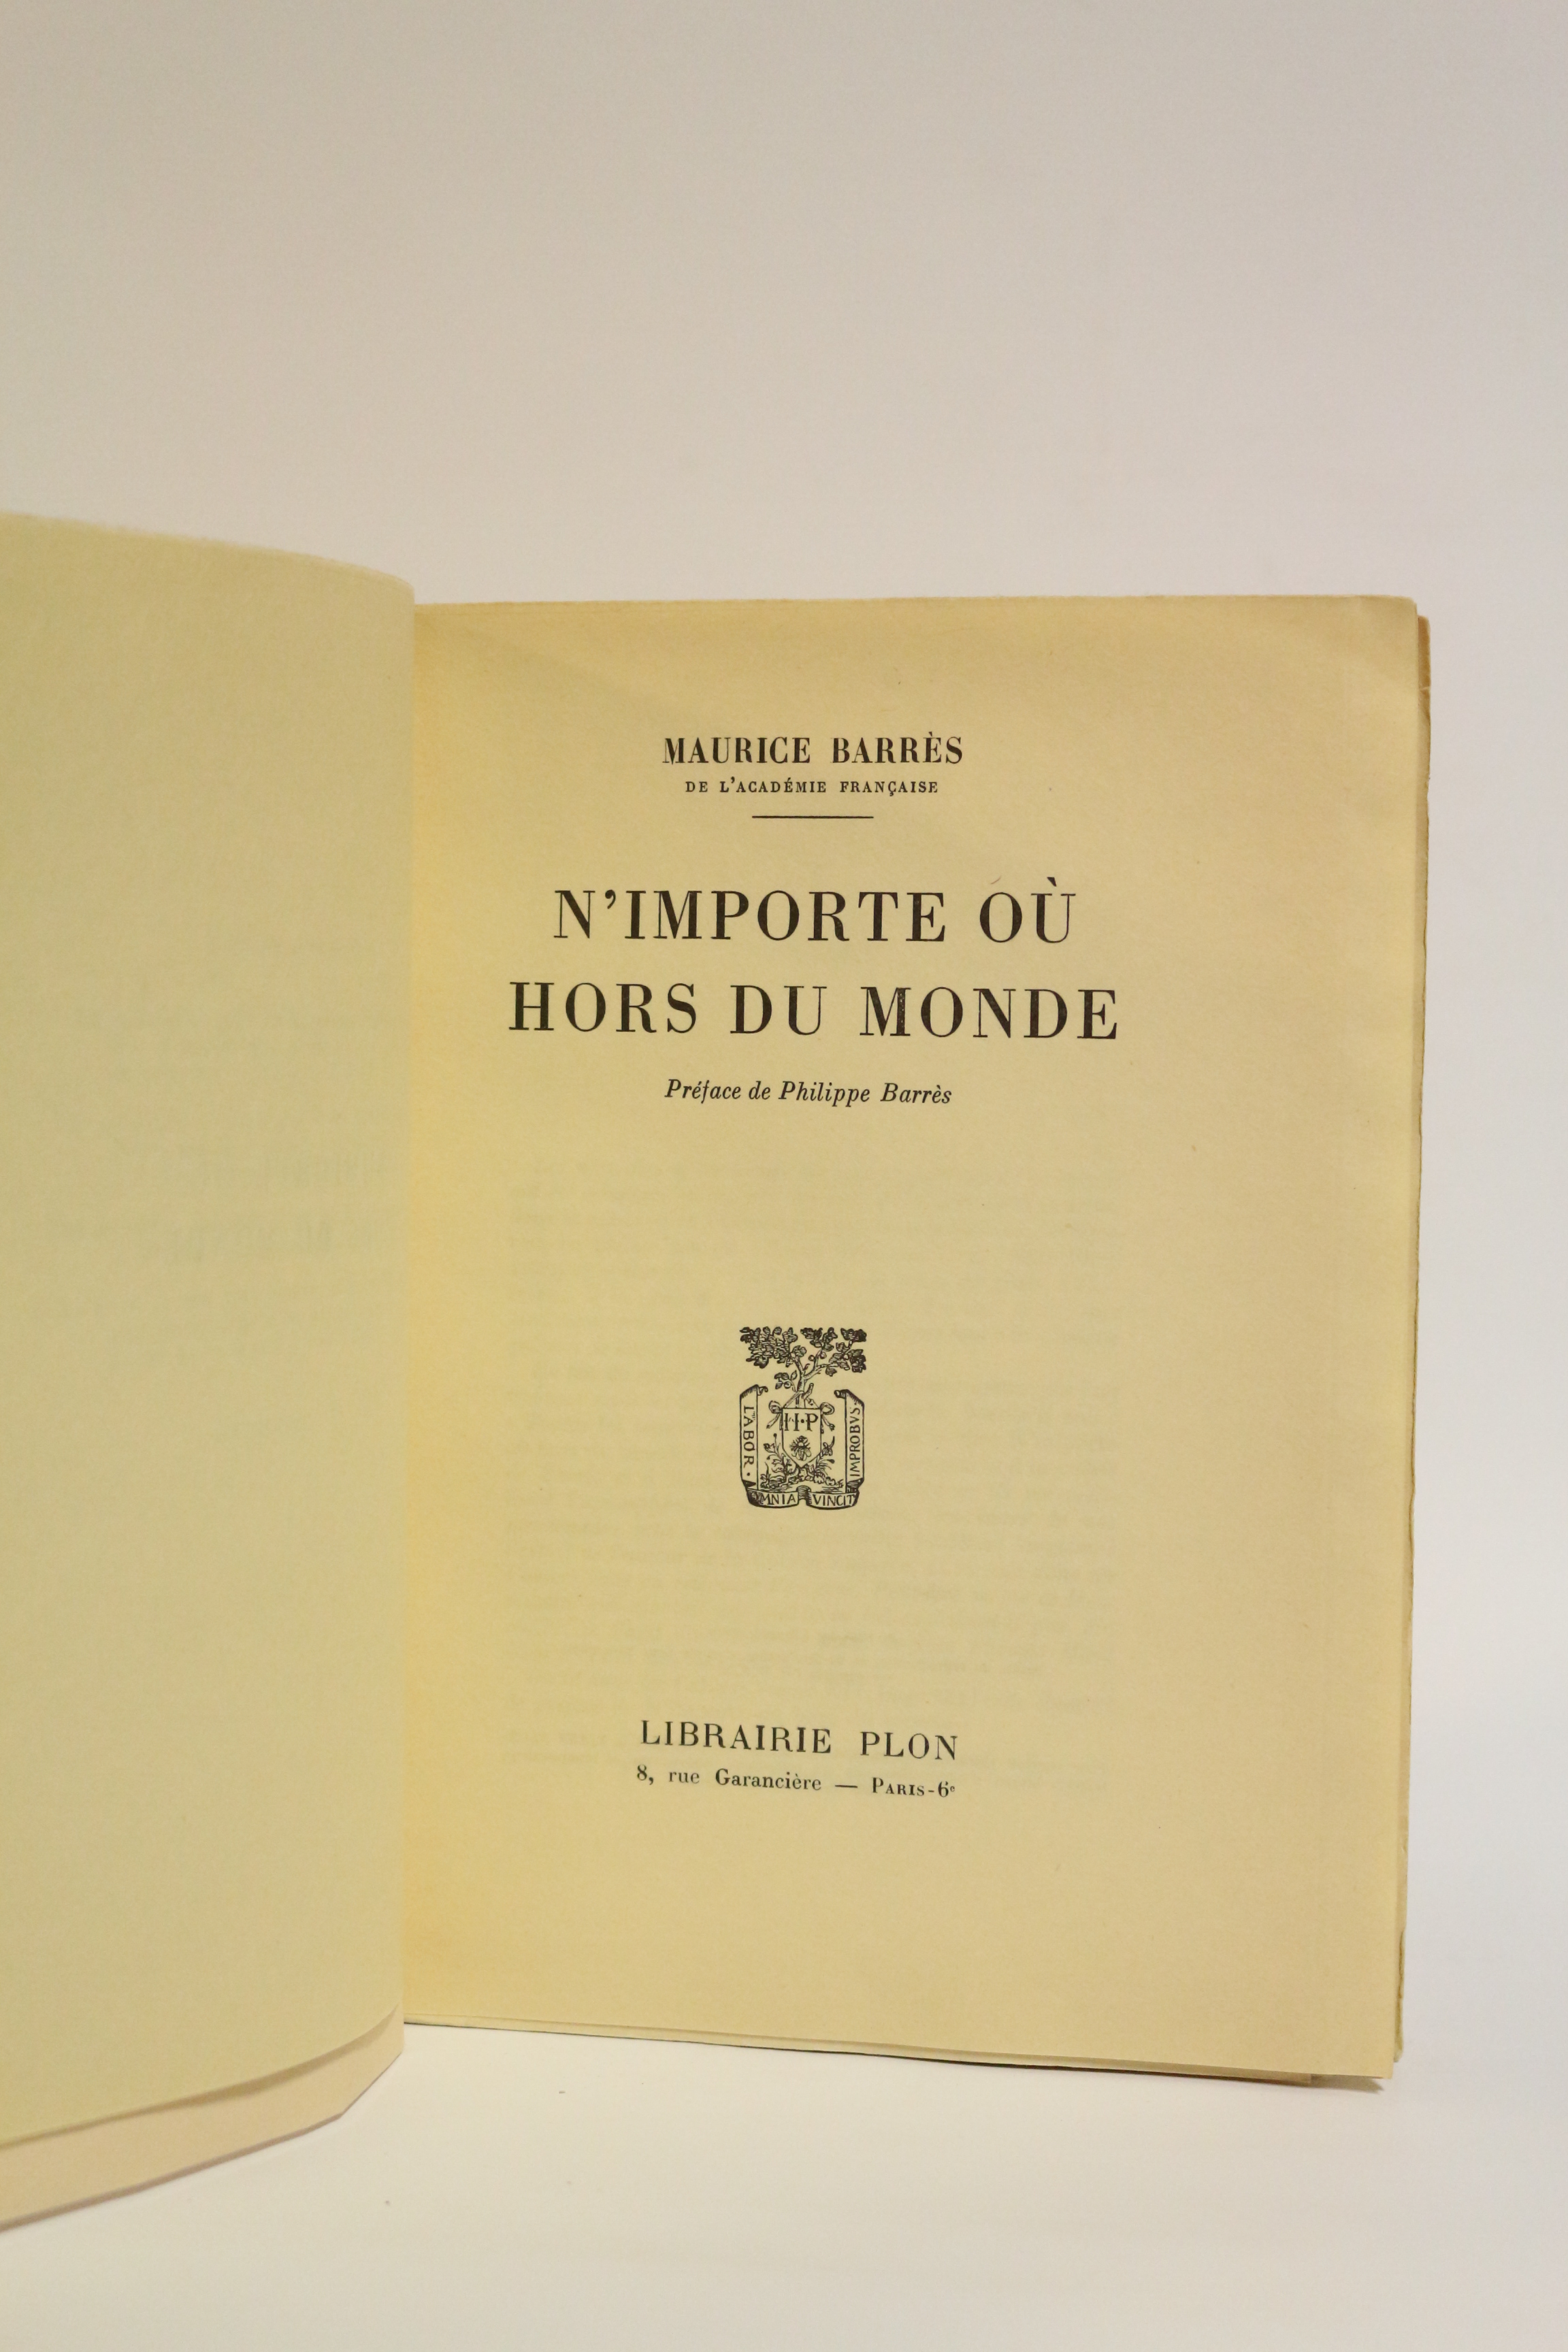 MAURICE BARRÈS
DE L'ACADÉMIE FRANÇAISE
N'IMPORTE OÙ
HORS DU MONDE
Préface de Philippe Barrès
H·P
LABOR·
IMPROBVS·
OMNIA VINCIT
LIBRAIRIE PLON
8, rue Garancière — PARIS-6ᵉ